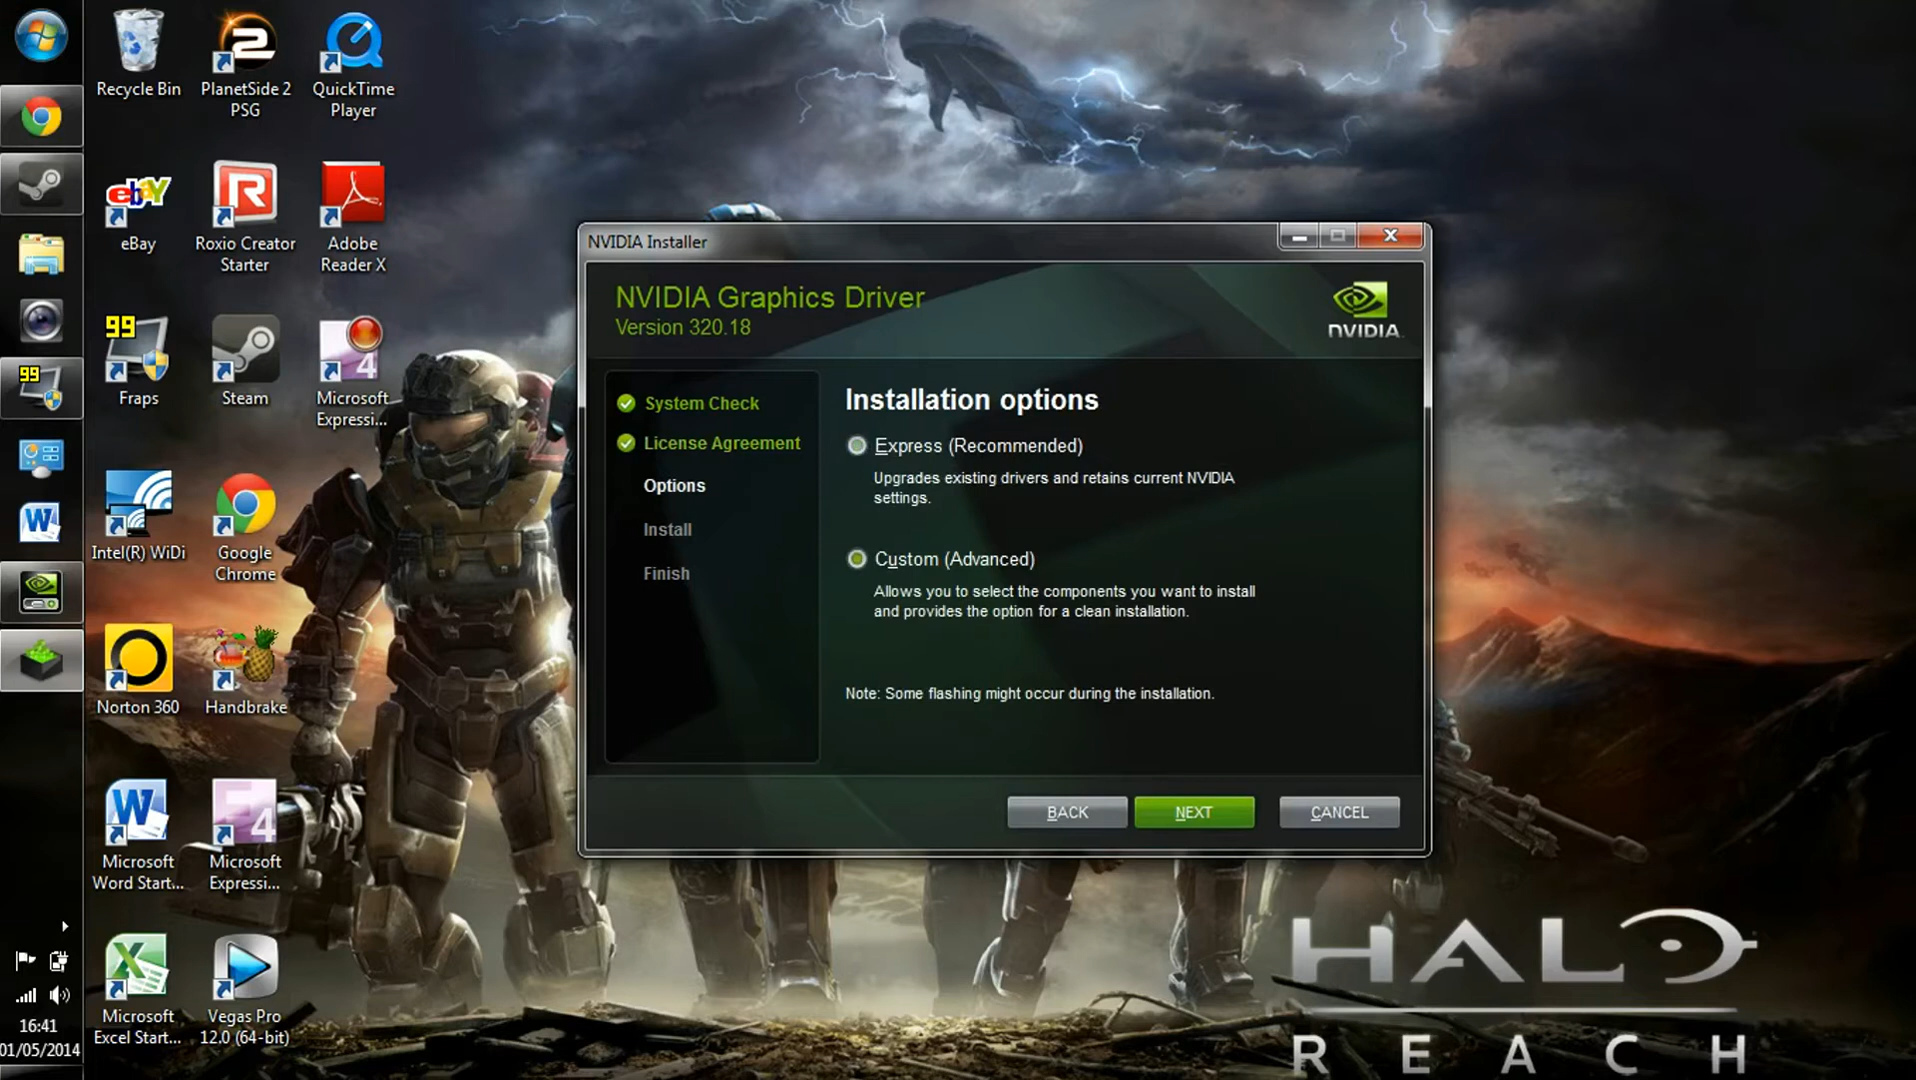 Recycle Bin
PlanetSide 2
PSG
QuickTime
Player
eBay
Roxio Creator
Starter
Adobe
Reader X
99
Fraps
Steam
4
Microsoft
Expressi...
99
Intel(R) WiDi
Google
Chrome
Norton 360
Handbrake
Microsoft
Word Start...
4
Microsoft
Expressi...
Microsoft
Excel Start...
Vegas Pro
12.0 (64-bit)
16:41
01/05/2014
NVIDIA Installer
NVIDIA Graphics Driver
Version 320.18
NVIDIA
System Check
License Agreement
Options
Install
Finish
Installation options
Express (Recommended)
Upgrades existing drivers and retains current NVIDIA
settings.
Custom (Advanced)
Allows you to select the components you want to install
and provides the option for a clean installation.
Note: Some flashing might occur during the installation.
BACK
NEXT
CANCEL
HALO
REACH